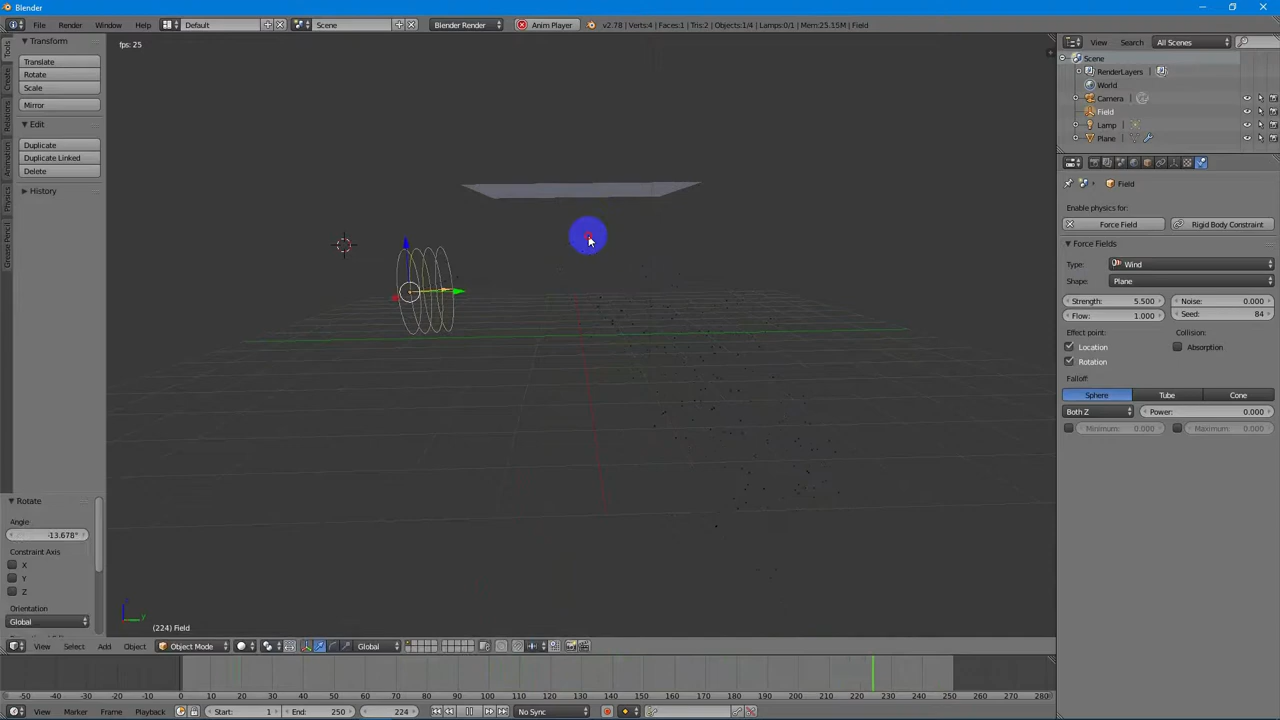 Blender
File Render Window Help Default Scene Blender Render Anim Player v2.78 | Verts:4 | Faces:1 | Tris:2 | Objects:1/4 | Lamps:0/1 | Mem:25.15M | Field
Tools
Create
Relations
Animation
Physics
Grease Pencil
Transform
Translate
Rotate
Scale
Mirror
Edit
Duplicate
Duplicate Linked
Delete
History
Rotate
Angle
-13.678°
Constraint Axis
X
Y
Z
Orientation
Global
fps: 25
z
y
(224) Field
View Select Add Object Object Mode Global
-50 -40 -30 -20 -10 0 10 20 30 40 50 60 70 80 90 100 110 120 130 140 150 160 170 180 190 200 210 220 230 240 250 260 270 280
View Marker Frame Playback Start: 1 End: 250 224 No Sync
View Search All Scenes
Scene
RenderLayers
World
Camera
Field
Lamp
Plane
Field
Enable physics for:
Force Field Rigid Body Constraint
Force Fields
Type: Wind
Shape: Plane
Strength: 5.500 Noise: 0.000
Flow: 1.000 Seed: 84
Effect point: Collision:
Location Absorption
Rotation
Falloff:
Sphere Tube Cone
Both Z Power: 0.000
Minimum: 0.000 Maximum: 0.000